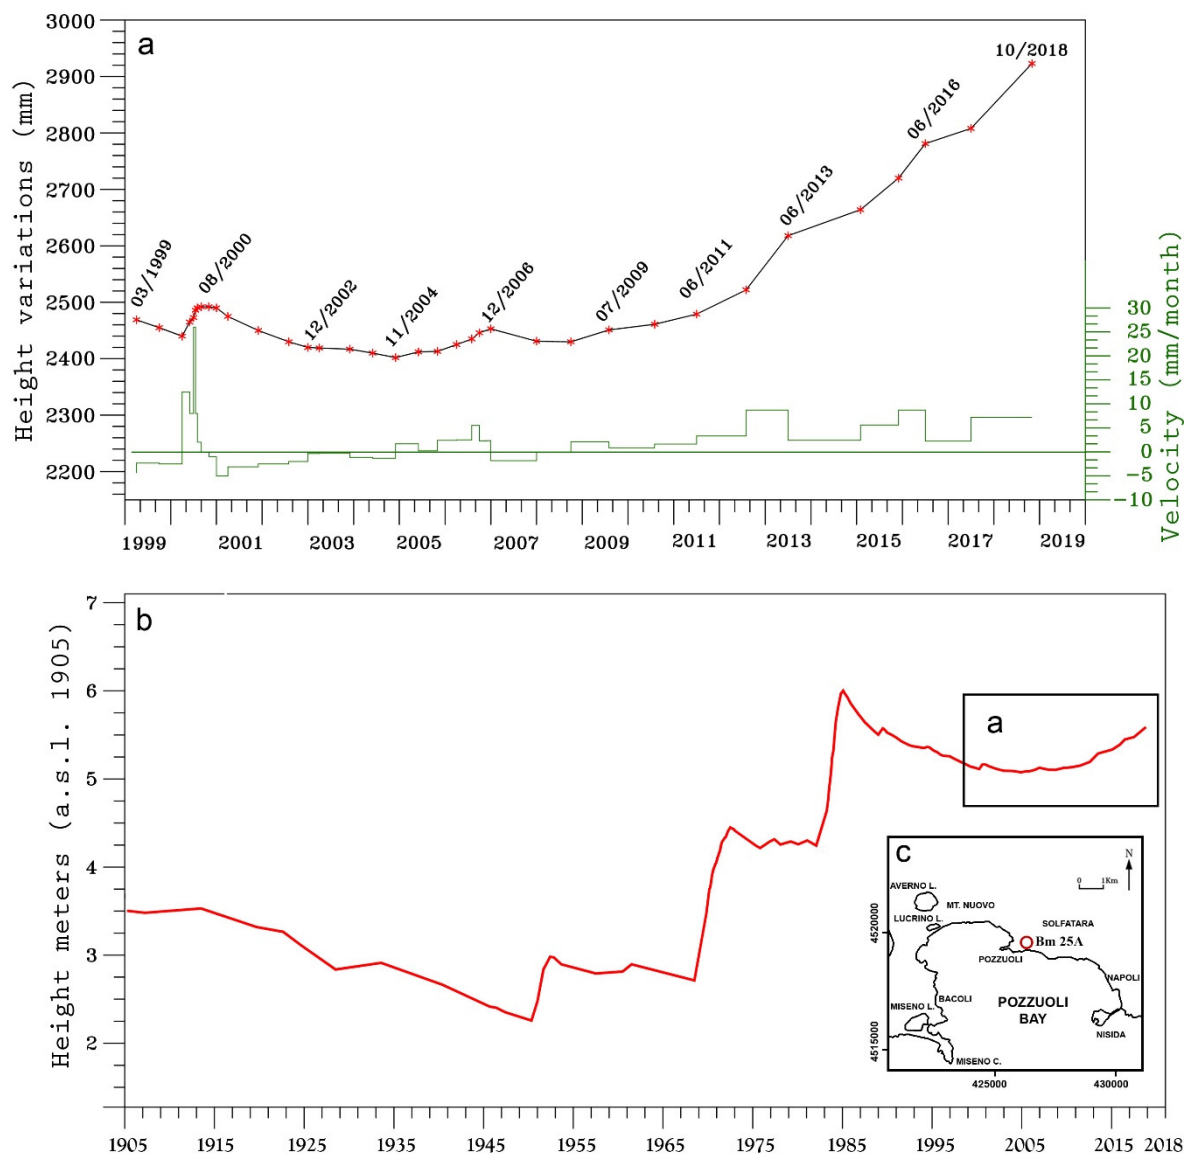 a
Height variations (mm)
3000
2900
2800
2700
2600
2500
2400
2300
2200
03/1999
08/2000
12/2002
11/2004
12/2006
07/2009
06/2011
06/2013
06/2016
10/2018
30
25
20
15
10
5
0
−5
−10
Velocity (mm/month)
1999 2001 2003 2005 2007 2009 2011 2013 2015 2017 2019
b
Height meters (a.s.l. 1905)
7
6
5
4
3
2
a
c
N
0 1Km
AVERNO L.
MT. NUOVO
LUCRINO L.
SOLFATARA
Bm 25A
POZZUOLI
NAPOLI
BACOLI
MISENO L.
POZZUOLI
BAY
NISIDA
MISENO C.
4520000
4515000
425000 430000
1905 1915 1925 1935 1945 1955 1965 1975 1985 1995 2005 2015 2018